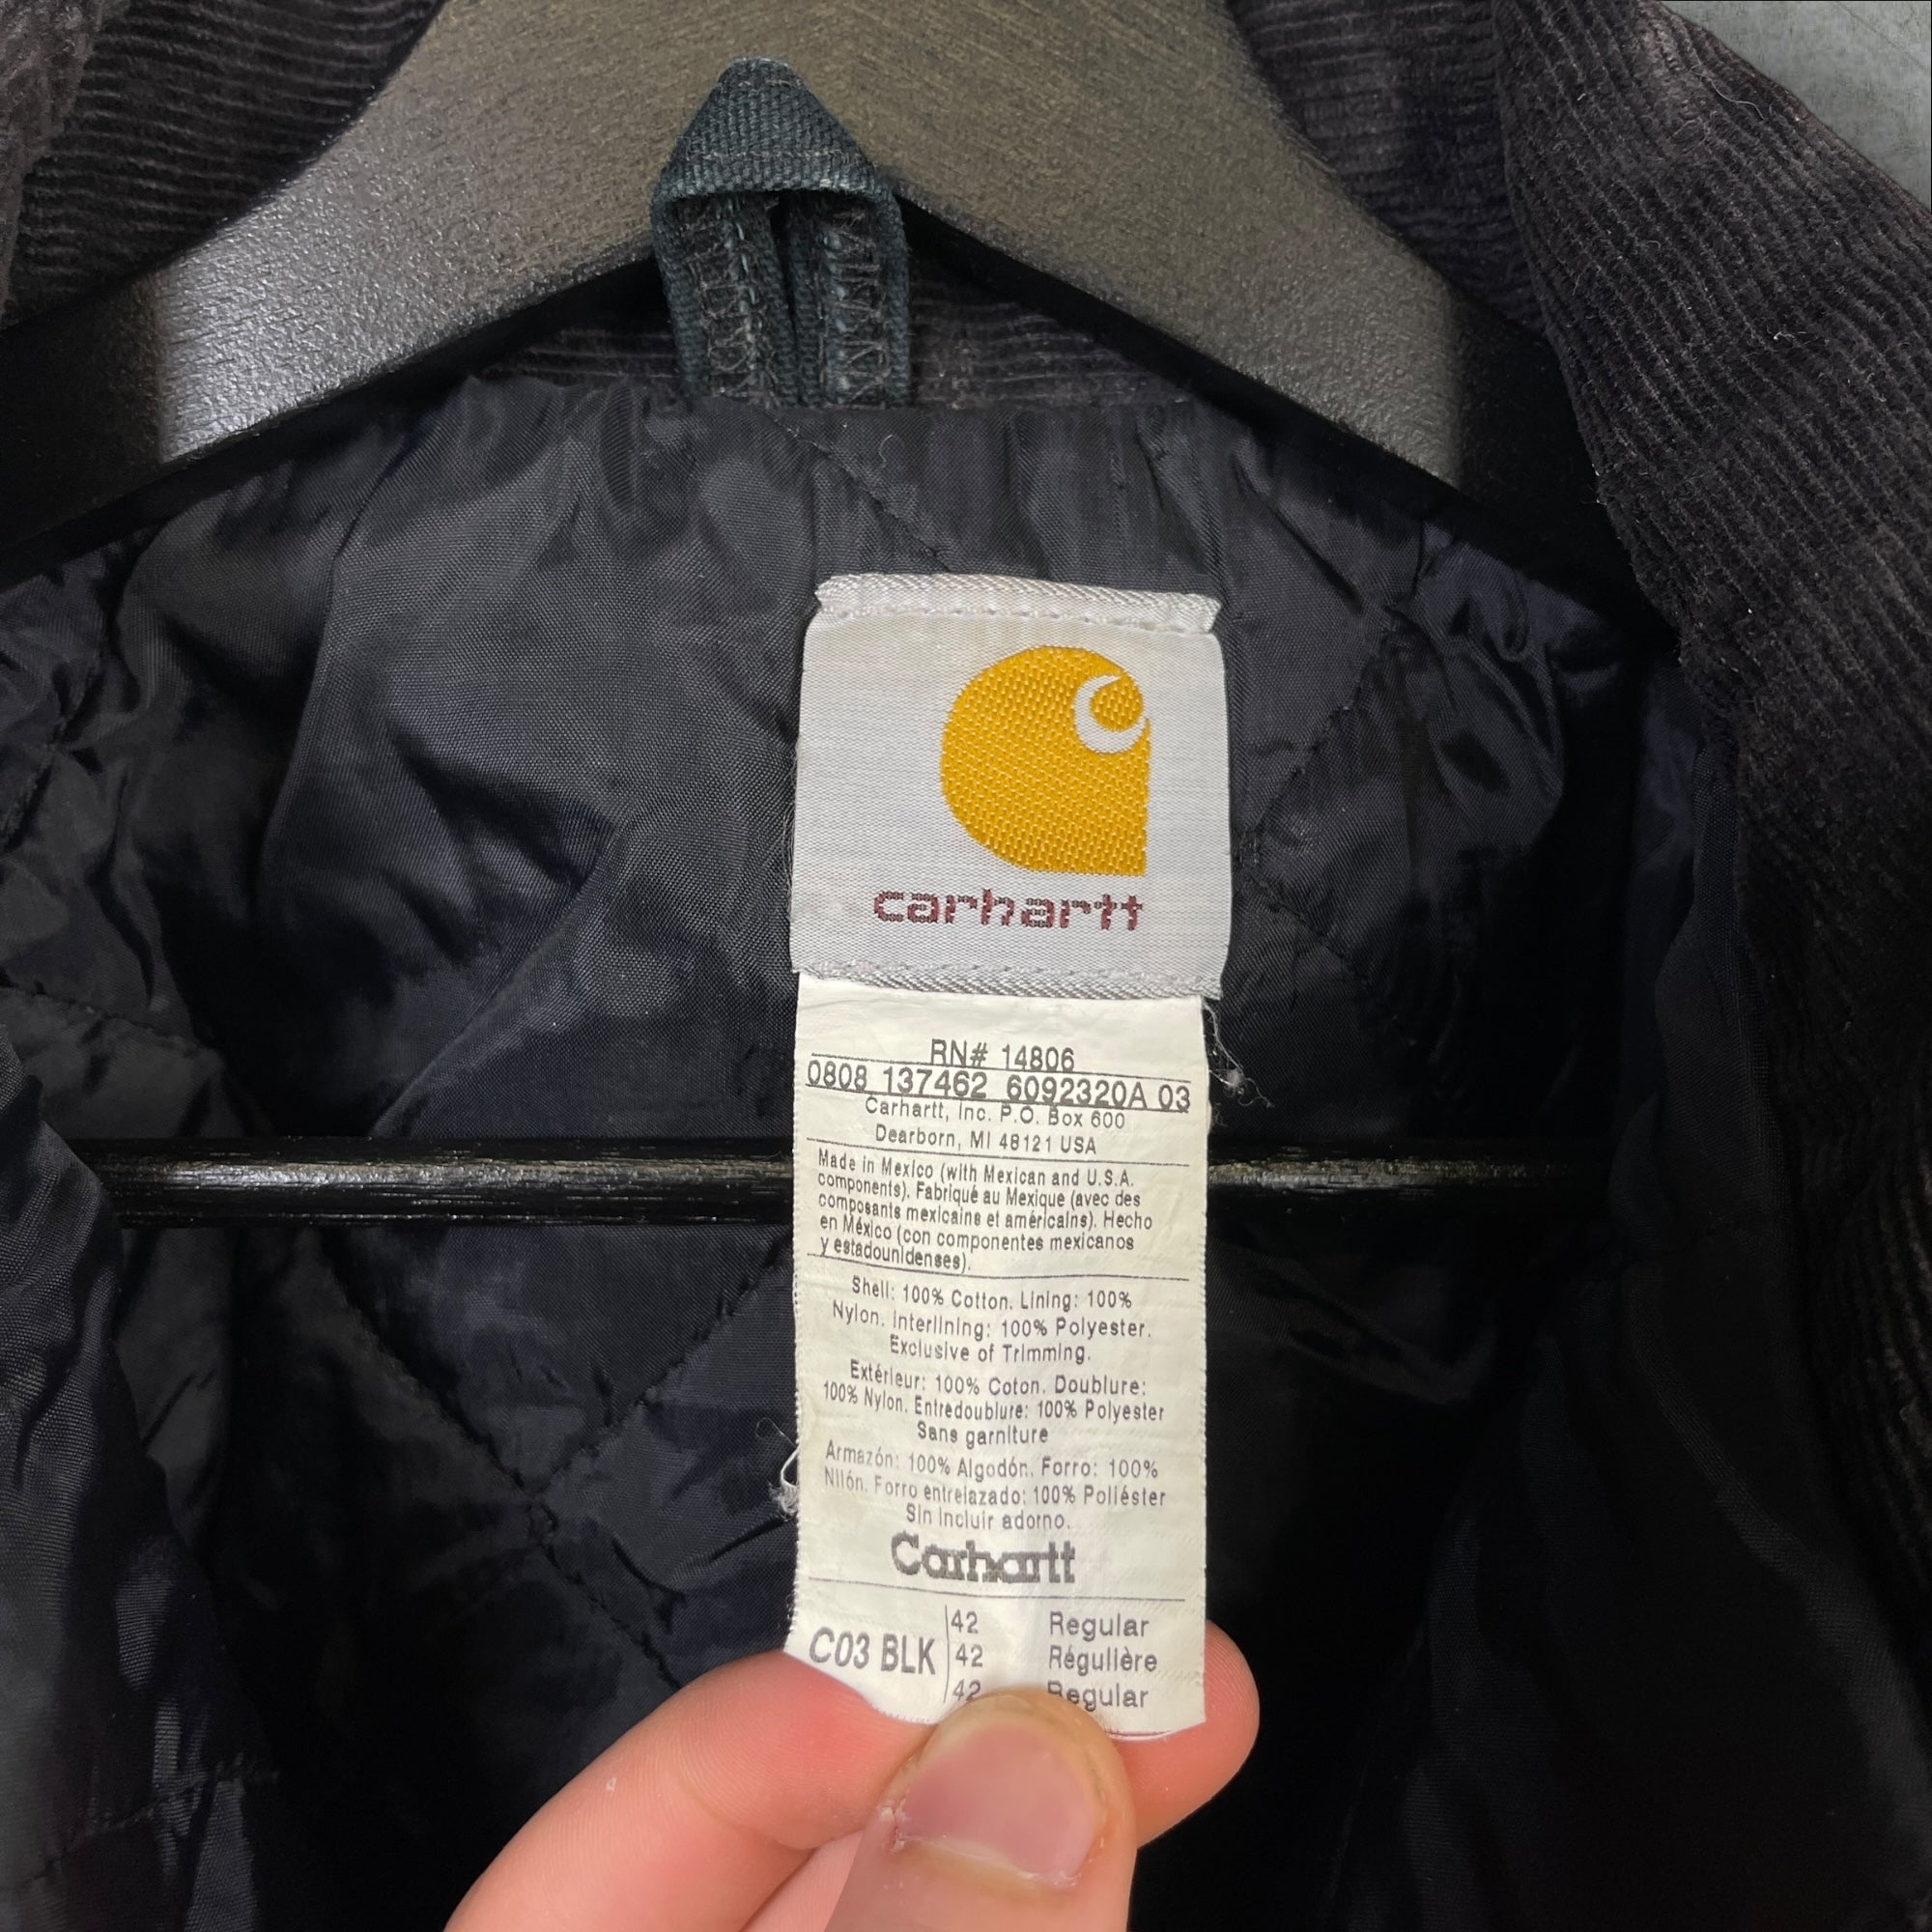 carhartt
RN# 14806
0808 137462 6092320A 03
Carhartt, Inc. P.O. Box 600
Dearborn, MI 48121 USA
Made in Mexico (with Mexican and U.S.A.
components). Fabriqué au Mexique (avec des
composants mexicains et américains). Hecho
en México (con componentes mexicanos
y estadounidenses).
Shell: 100% Cotton. Lining: 100%
Nylon. Interlining: 100% Polyester.
Exclusive of Trimming.
Extérieur: 100% Coton. Doublure:
100% Nylon. Entredoublure: 100% Polyester
Sans garniture
Armazón: 100% Algodón. Forro: 100%
Nilón. Forro entrelazado: 100% Poliéster
Sin incluir adorno.
Carhartt
42 Regular
C03 BLK 42 Régulière
42 Regular